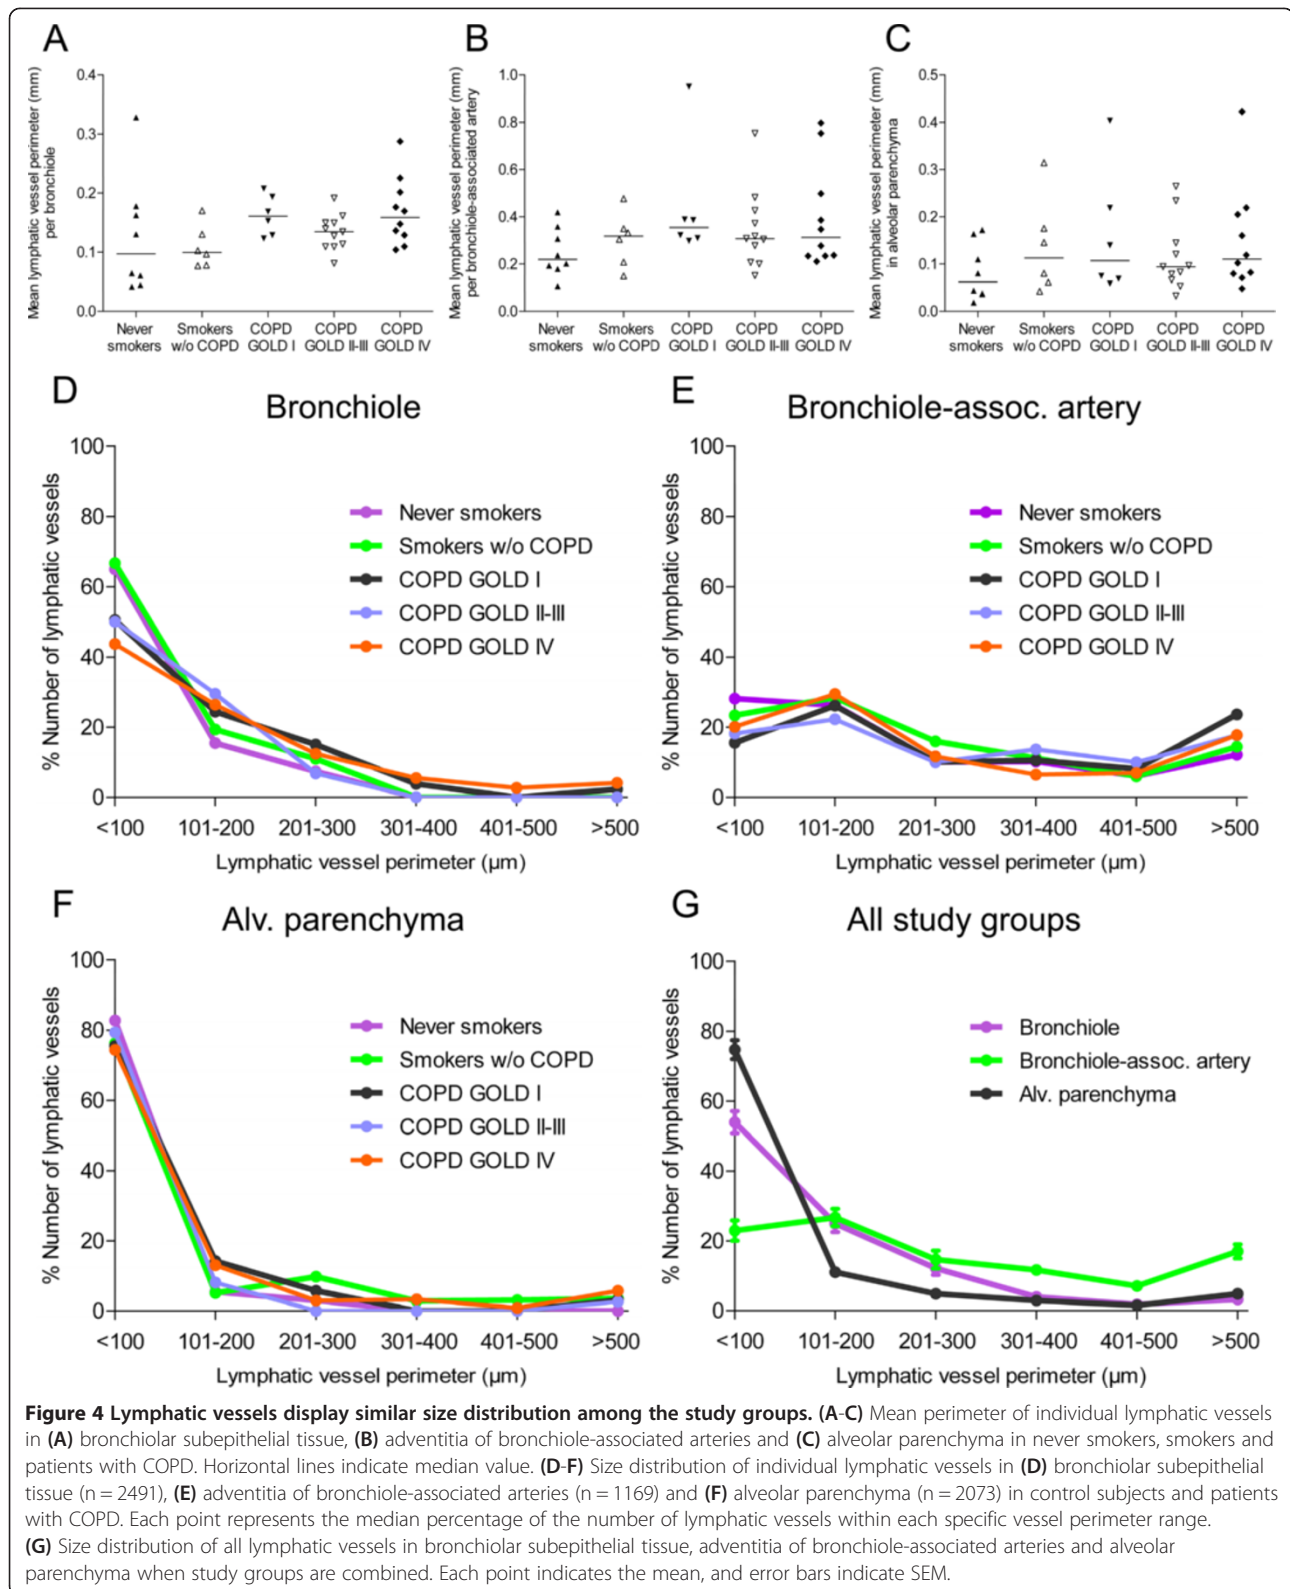 A
Mean lymphatic vessel perimeter (mm)
per bronchiole
0.4
0.3
0.2
0.1
0.0
Never
smokers
Smokers
w/o COPD
COPD
GOLD I
COPD
GOLD II-III
COPD
GOLD IV
B
Mean lymphatic vessel perimeter (mm)
per bronchiole-associated artery
1.0
0.8
0.6
0.4
0.2
0.0
Never
smokers
Smokers
w/o COPD
COPD
GOLD I
COPD
GOLD II-III
COPD
GOLD IV
C
Mean lymphatic vessel perimeter (mm)
in alveolar parenchyma
0.5
0.4
0.3
0.2
0.1
0.0
Never
smokers
Smokers
w/o COPD
COPD
GOLD I
COPD
GOLD II-III
COPD
GOLD IV
D
Bronchiole
% Number of lymphatic vessels
100
80
60
40
20
0
Never smokers
Smokers w/o COPD
COPD GOLD I
COPD GOLD II-III
COPD GOLD IV
<100 101-200 201-300 301-400 401-500 >500
Lymphatic vessel perimeter (µm)
E
Bronchiole-assoc. artery
% Number of lymphatic vessels
100
80
60
40
20
0
Never smokers
Smokers w/o COPD
COPD GOLD I
COPD GOLD II-III
COPD GOLD IV
<100 101-200 201-300 301-400 401-500 >500
Lymphatic vessel perimeter (µm)
F
Alv. parenchyma
% Number of lymphatic vessels
100
80
60
40
20
0
Never smokers
Smokers w/o COPD
COPD GOLD I
COPD GOLD II-III
COPD GOLD IV
<100 101-200 201-300 301-400 401-500 >500
Lymphatic vessel perimeter (µm)
G
All study groups
% Number of lymphatic vessels
100
80
60
40
20
0
Bronchiole
Bronchiole-assoc. artery
Alv. parenchyma
<100 101-200 201-300 301-400 401-500 >500
Lymphatic vessel perimeter (µm)
Figure 4 Lymphatic vessels display similar size distribution among the study groups. (A-C) Mean perimeter of individual lymphatic vessels
in (A) bronchiolar subepithelial tissue, (B) adventitia of bronchiole-associated arteries and (C) alveolar parenchyma in never smokers, smokers and
patients with COPD. Horizontal lines indicate median value. (D-F) Size distribution of individual lymphatic vessels in (D) bronchiolar subepithelial
tissue (n = 2491), (E) adventitia of bronchiole-associated arteries (n = 1169) and (F) alveolar parenchyma (n = 2073) in control subjects and patients
with COPD. Each point represents the median percentage of the number of lymphatic vessels within each specific vessel perimeter range.
(G) Size distribution of all lymphatic vessels in bronchiolar subepithelial tissue, adventitia of bronchiole-associated arteries and alveolar
parenchyma when study groups are combined. Each point indicates the mean, and error bars indicate SEM.